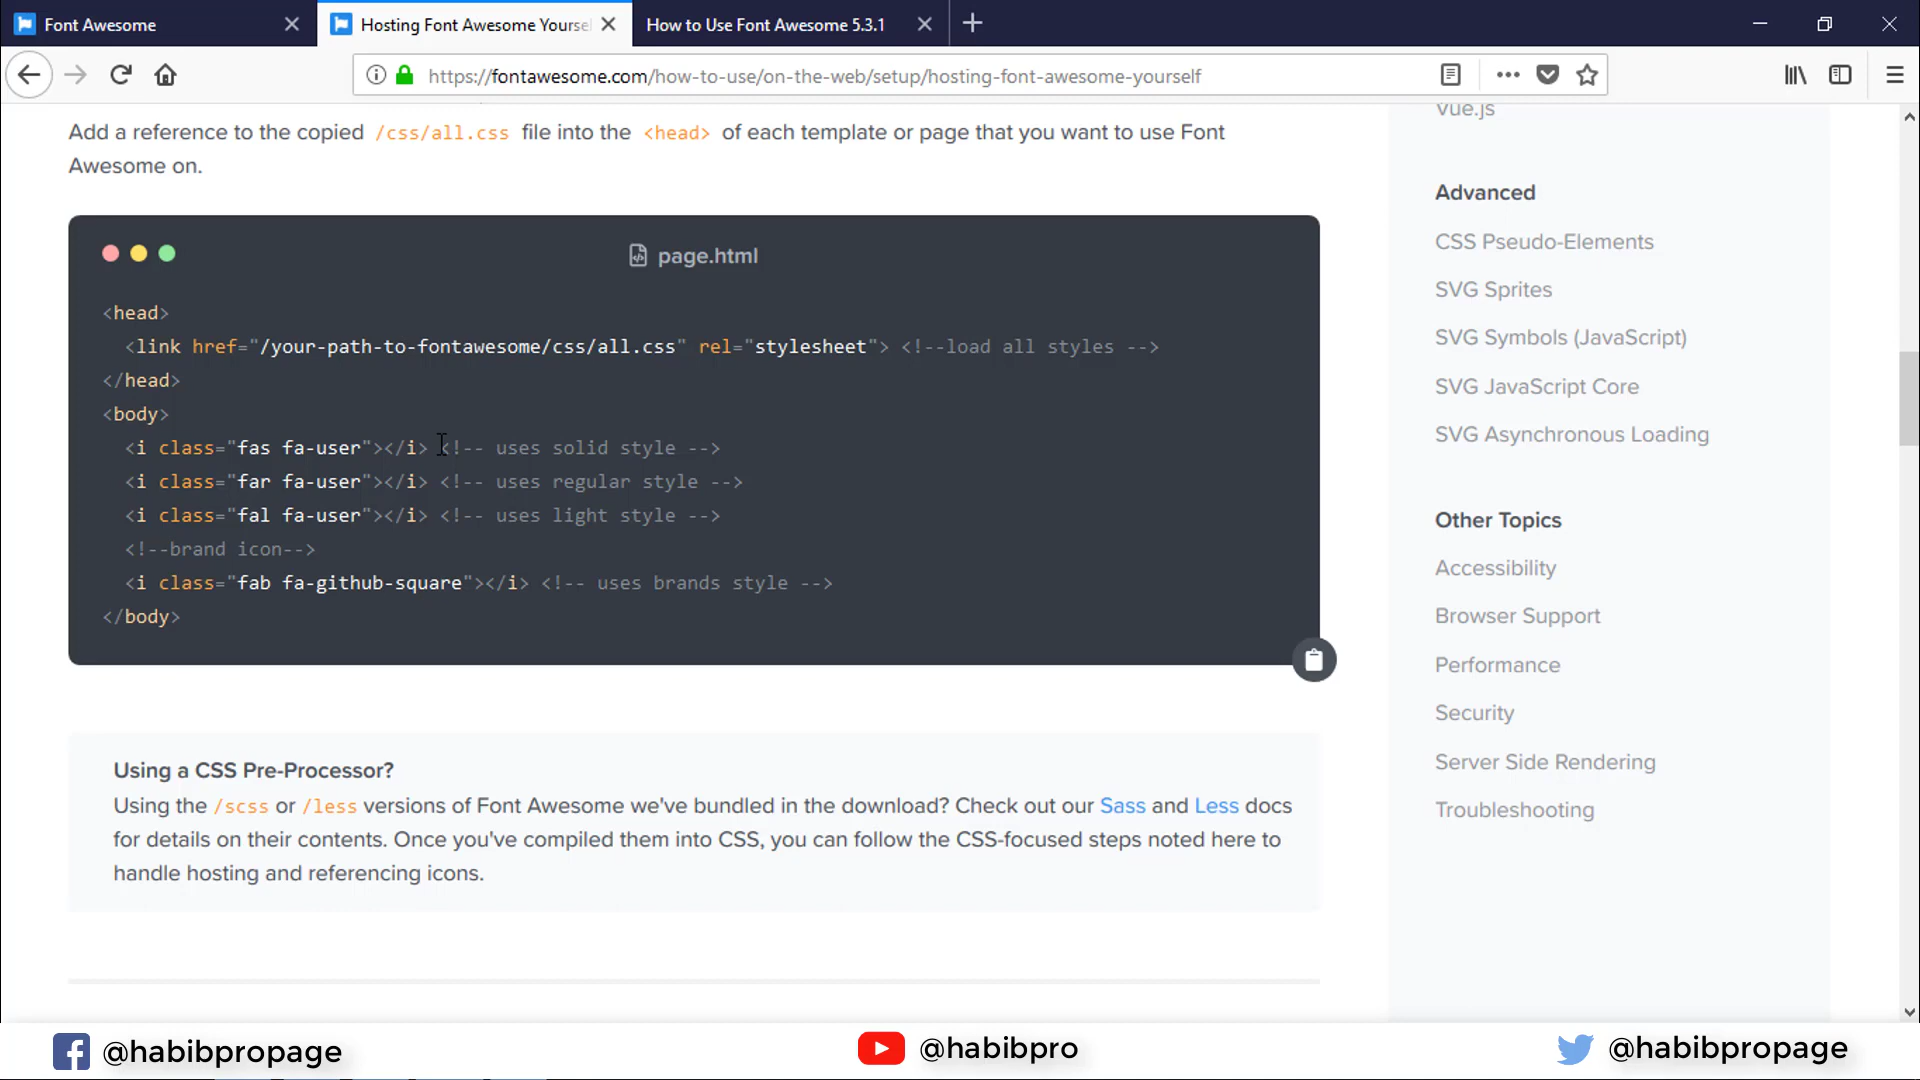 Font Awesome
Hosting Font Awesome Yourse
How to Use Font Awesome 5.3.1
https://fontawesome.com/how-to-use/on-the-web/setup/hosting-font-awesome-yourself
Add a reference to the copied /css/all.css file into the <head> of each template or page that you want to use Font
Awesome on.
page.html
<head>
<link href="/your-path-to-fontawesome/css/all.css" rel="stylesheet"> <!--load all styles -->
</head>
<body>
<i class="fas fa-user"></i> <!-- uses solid style -->
<i class="far fa-user"></i> <!-- uses regular style -->
<i class="fal fa-user"></i> <!-- uses light style -->
<!--brand icon-->
<i class="fab fa-github-square"></i> <!-- uses brands style -->
</body>
Using a CSS Pre-Processor?
Using the /scss or /less versions of Font Awesome we've bundled in the download? Check out our Sass and Less docs
for details on their contents. Once you've compiled them into CSS, you can follow the CSS-focused steps noted here to
handle hosting and referencing icons.
Vue.js
Advanced
CSS Pseudo-Elements
SVG Sprites
SVG Symbols (JavaScript)
SVG JavaScript Core
SVG Asynchronous Loading
Other Topics
Accessibility
Browser Support
Performance
Security
Server Side Rendering
Troubleshooting
@habibpropage
@habibpro
@habibpropage